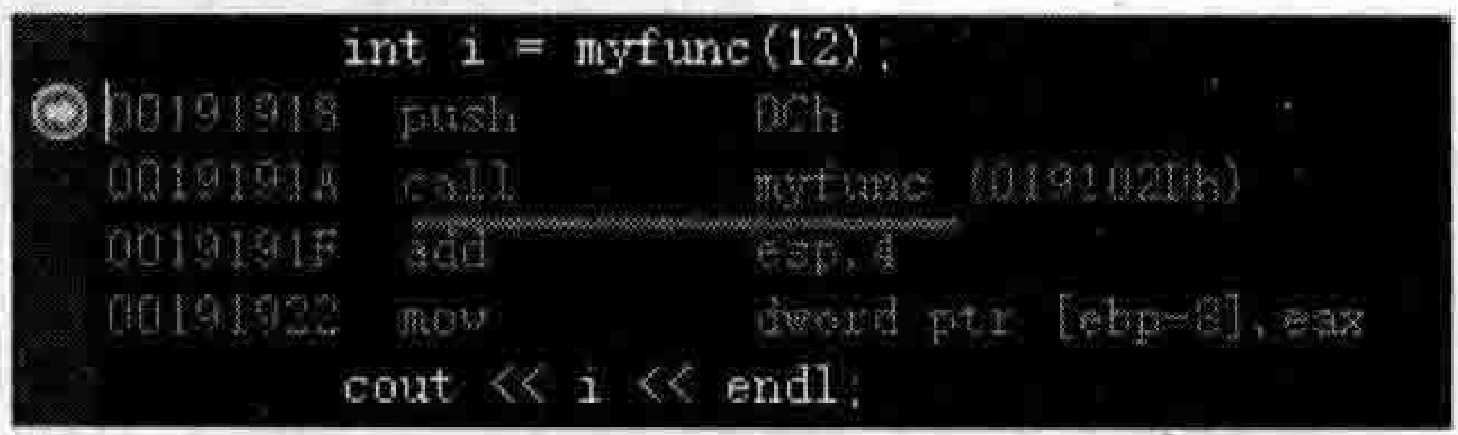 int i = myfunc(12);
00191918 push 0Ch
0019191A call myfunc (019102Dh)
0019191F add esp,4
00191922 mov dword ptr [ebp-8],eax
cout << i << endl;